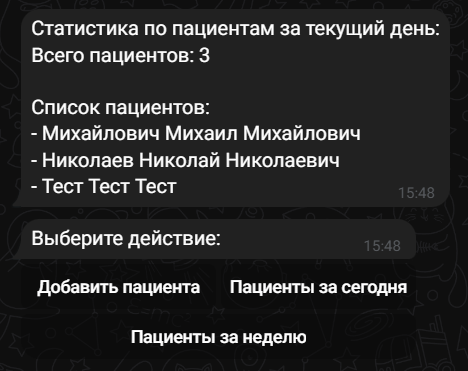 Статистика по пациентам за текущий день:
Всего пациентов: 3
Список пациентов:
- Михайлович Михаил Михайлович
- Николаев Николай Николаевич
- Тест Тест Тест
15:48
Выберите действие:
15:48
Добавить пациента
Пациенты за сегодня
Пациенты за неделю